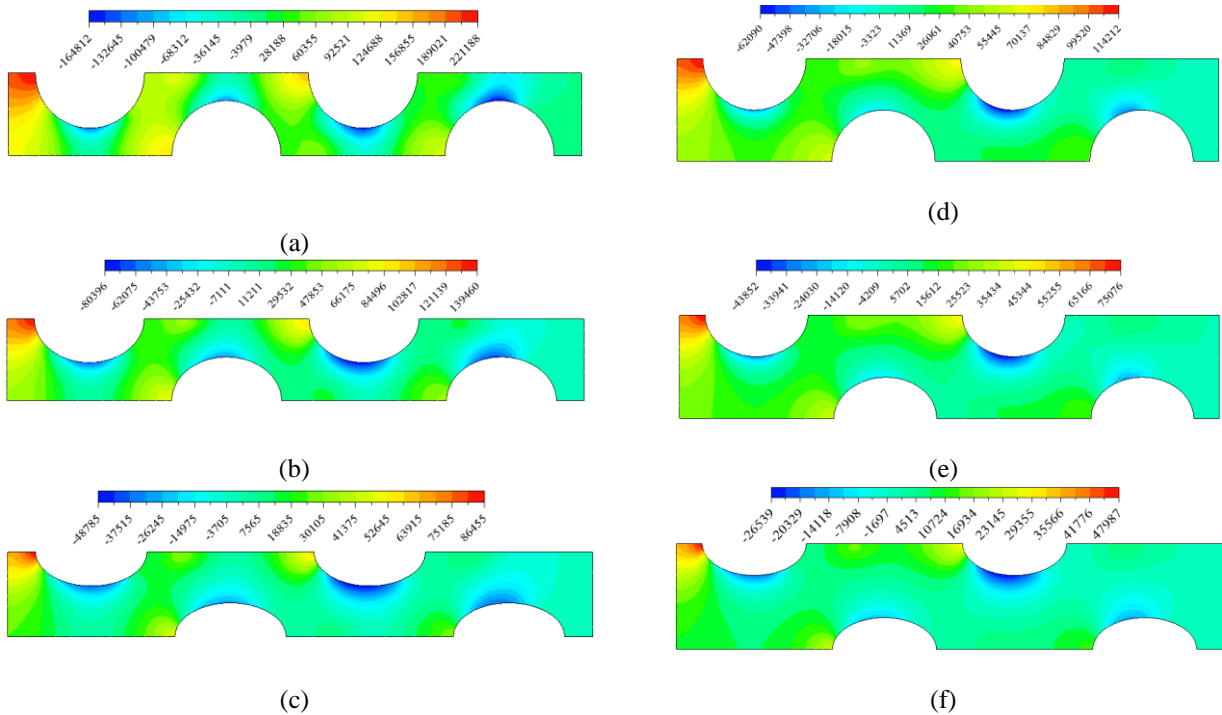 -164812 -132645 -100479 -68312 -36145 -3979 28188 60355 92521 124688 156855 189021 221188
(a)
-80396 -62075 -43753 -25432 -7111 11211 29532 47853 66175 84496 102817 121139 139460
(b)
-48785 -37515 -26245 -14975 -3705 7565 18835 30105 41375 52645 63915 75185 86455
(c)
-62090 -47398 -32706 -18015 -3323 11369 26061 40753 55445 70137 84829 99520 114212
(d)
-43852 -33941 -24030 -14120 -4209 5702 15612 25523 35434 45344 55255 65166 75076
(e)
-26539 -20329 -14118 -7908 -1697 4513 10724 16934 23145 29355 35566 41776 47987
(f)